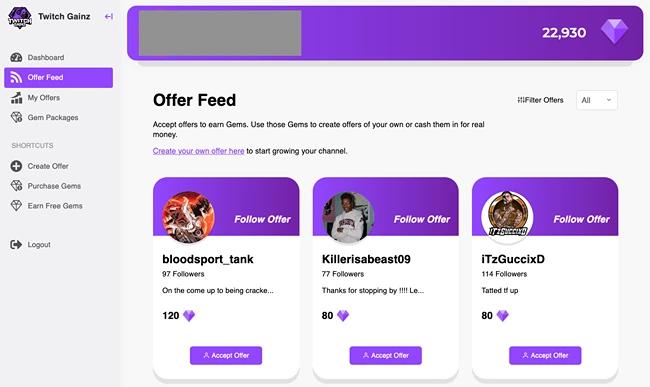 Twitch Gainz
22,930
Dashboard
Offer Feed
My Offers
Gem Packages
SHORTCUTS
Create Offer
Purchase Gems
Earn Free Gems
Logout
Offer Feed
Filter Offers
All
Accept offers to earn Gems. Use those Gems to create offers of your own or cash them in for real
money.
Create your own offer here to start growing your channel.
Follow Offer
bloodsport_tank
97 Followers
On the come up to being cracke...
120
Accept Offer
Follow Offer
Killerisabeast09
77 Followers
Thanks for stopping by !!!! Le...
80
Accept Offer
iTzGuccixD
Follow Offer
iTzGuccixD
114 Followers
Tatted tf up
80
Accept Offer